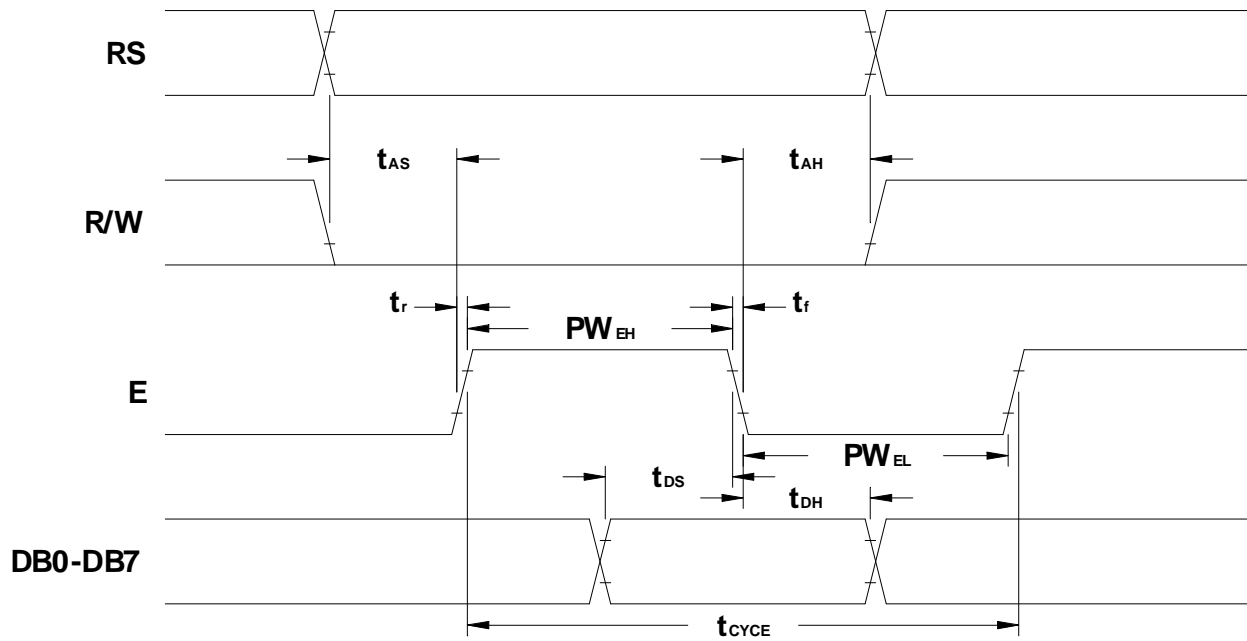 RS
tAS
tAH
R/W
tr
PWEH
tf
E
PWEL
tDS
tDH
DB0-DB7
tCYCE